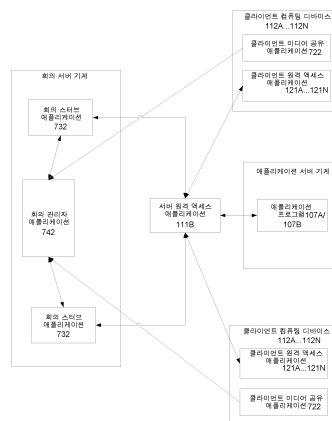 클라이언트 컴퓨팅 디바이스
112A...112N
클라이언트 미디어 공유
애플리케이션 722
클라이언트 원격 액세스
애플리케이션
121A...121N
회의 서버 기계
회의 스터브
애플리케이션
732
회의 관리자
애플리케이션
742
회의 스터브
애플리케이션
732
서버 원격 액세스
애플리케이션
111B
애플리케이션 서버 기계
애플리케이션
프로그램107A/
107B
클라이언트 컴퓨팅 디바이스
112A...112N
클라이언트 원격 액세스
애플리케이션
121A...121N
클라이언트 미디어 공유
애플리케이션 722